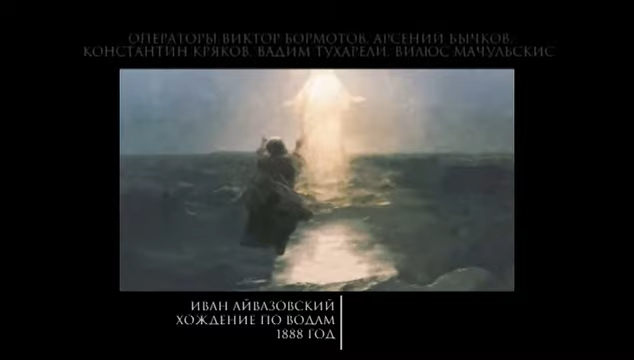 ОПЕРАТОРЫ ВИКТОР БОРМОТОВ, АРСЕНИЙ БЫЧКОВ,
КОНСТАНТИН КРЯКОВ, ВАДИМ ТУХАРЕЛИ, ВИЛЮС МАЧУЛЬСКИС
ИВАН АЙВАЗОВСКИЙ
ХОЖДЕНИЕ ПО ВОДАМ
1888 ГОД